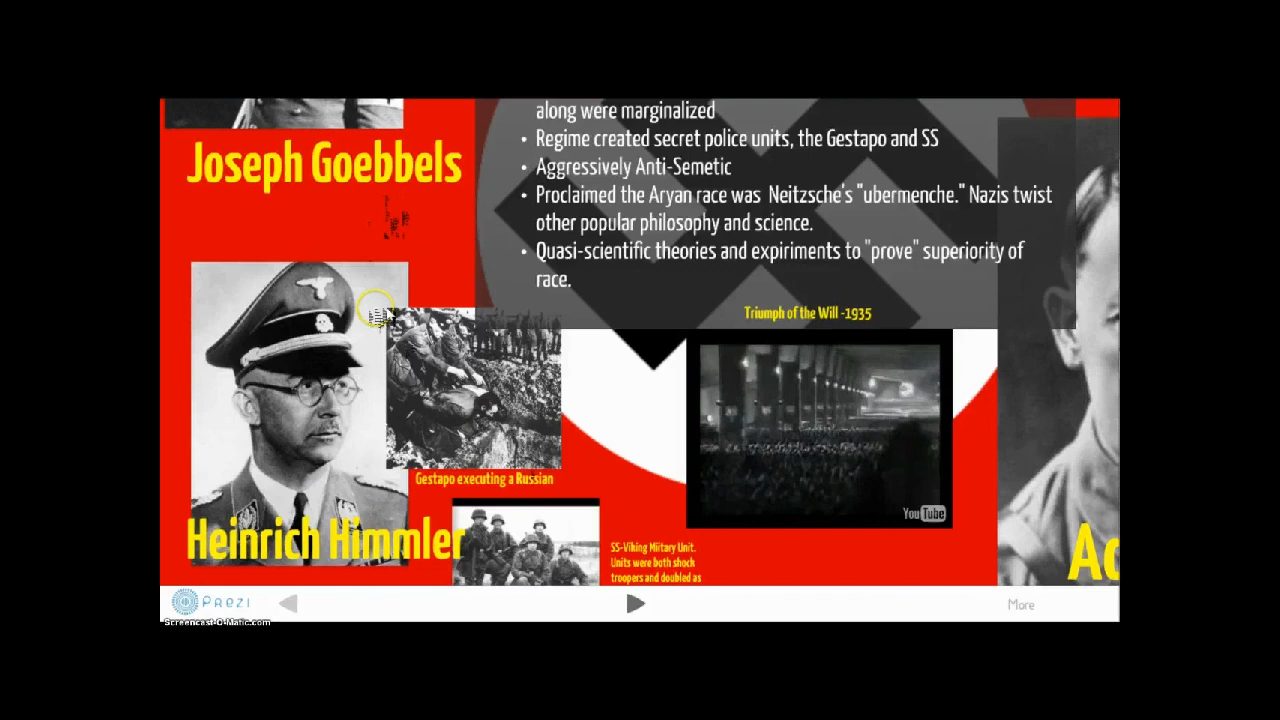 along were marginalized
• Regime created secret police units, the Gestapo and SS
• Aggressively Anti-Semetic
• Proclaimed the Aryan race was Neitzsche's "ubermenche." Nazis twist
other popular philosophy and science.
• Quasi-scientific theories and expiriments to "prove" superiority of
race.
Joseph Goebbels
Triumph of the Will -1935
YouTube
Gestapo executing a Russian
Heinrich Himmler
SS-Viking Miitary Unit.
Units were both shock
troopers and doubled as
Ad
Prezi
More
Screencast-O-Matic.com